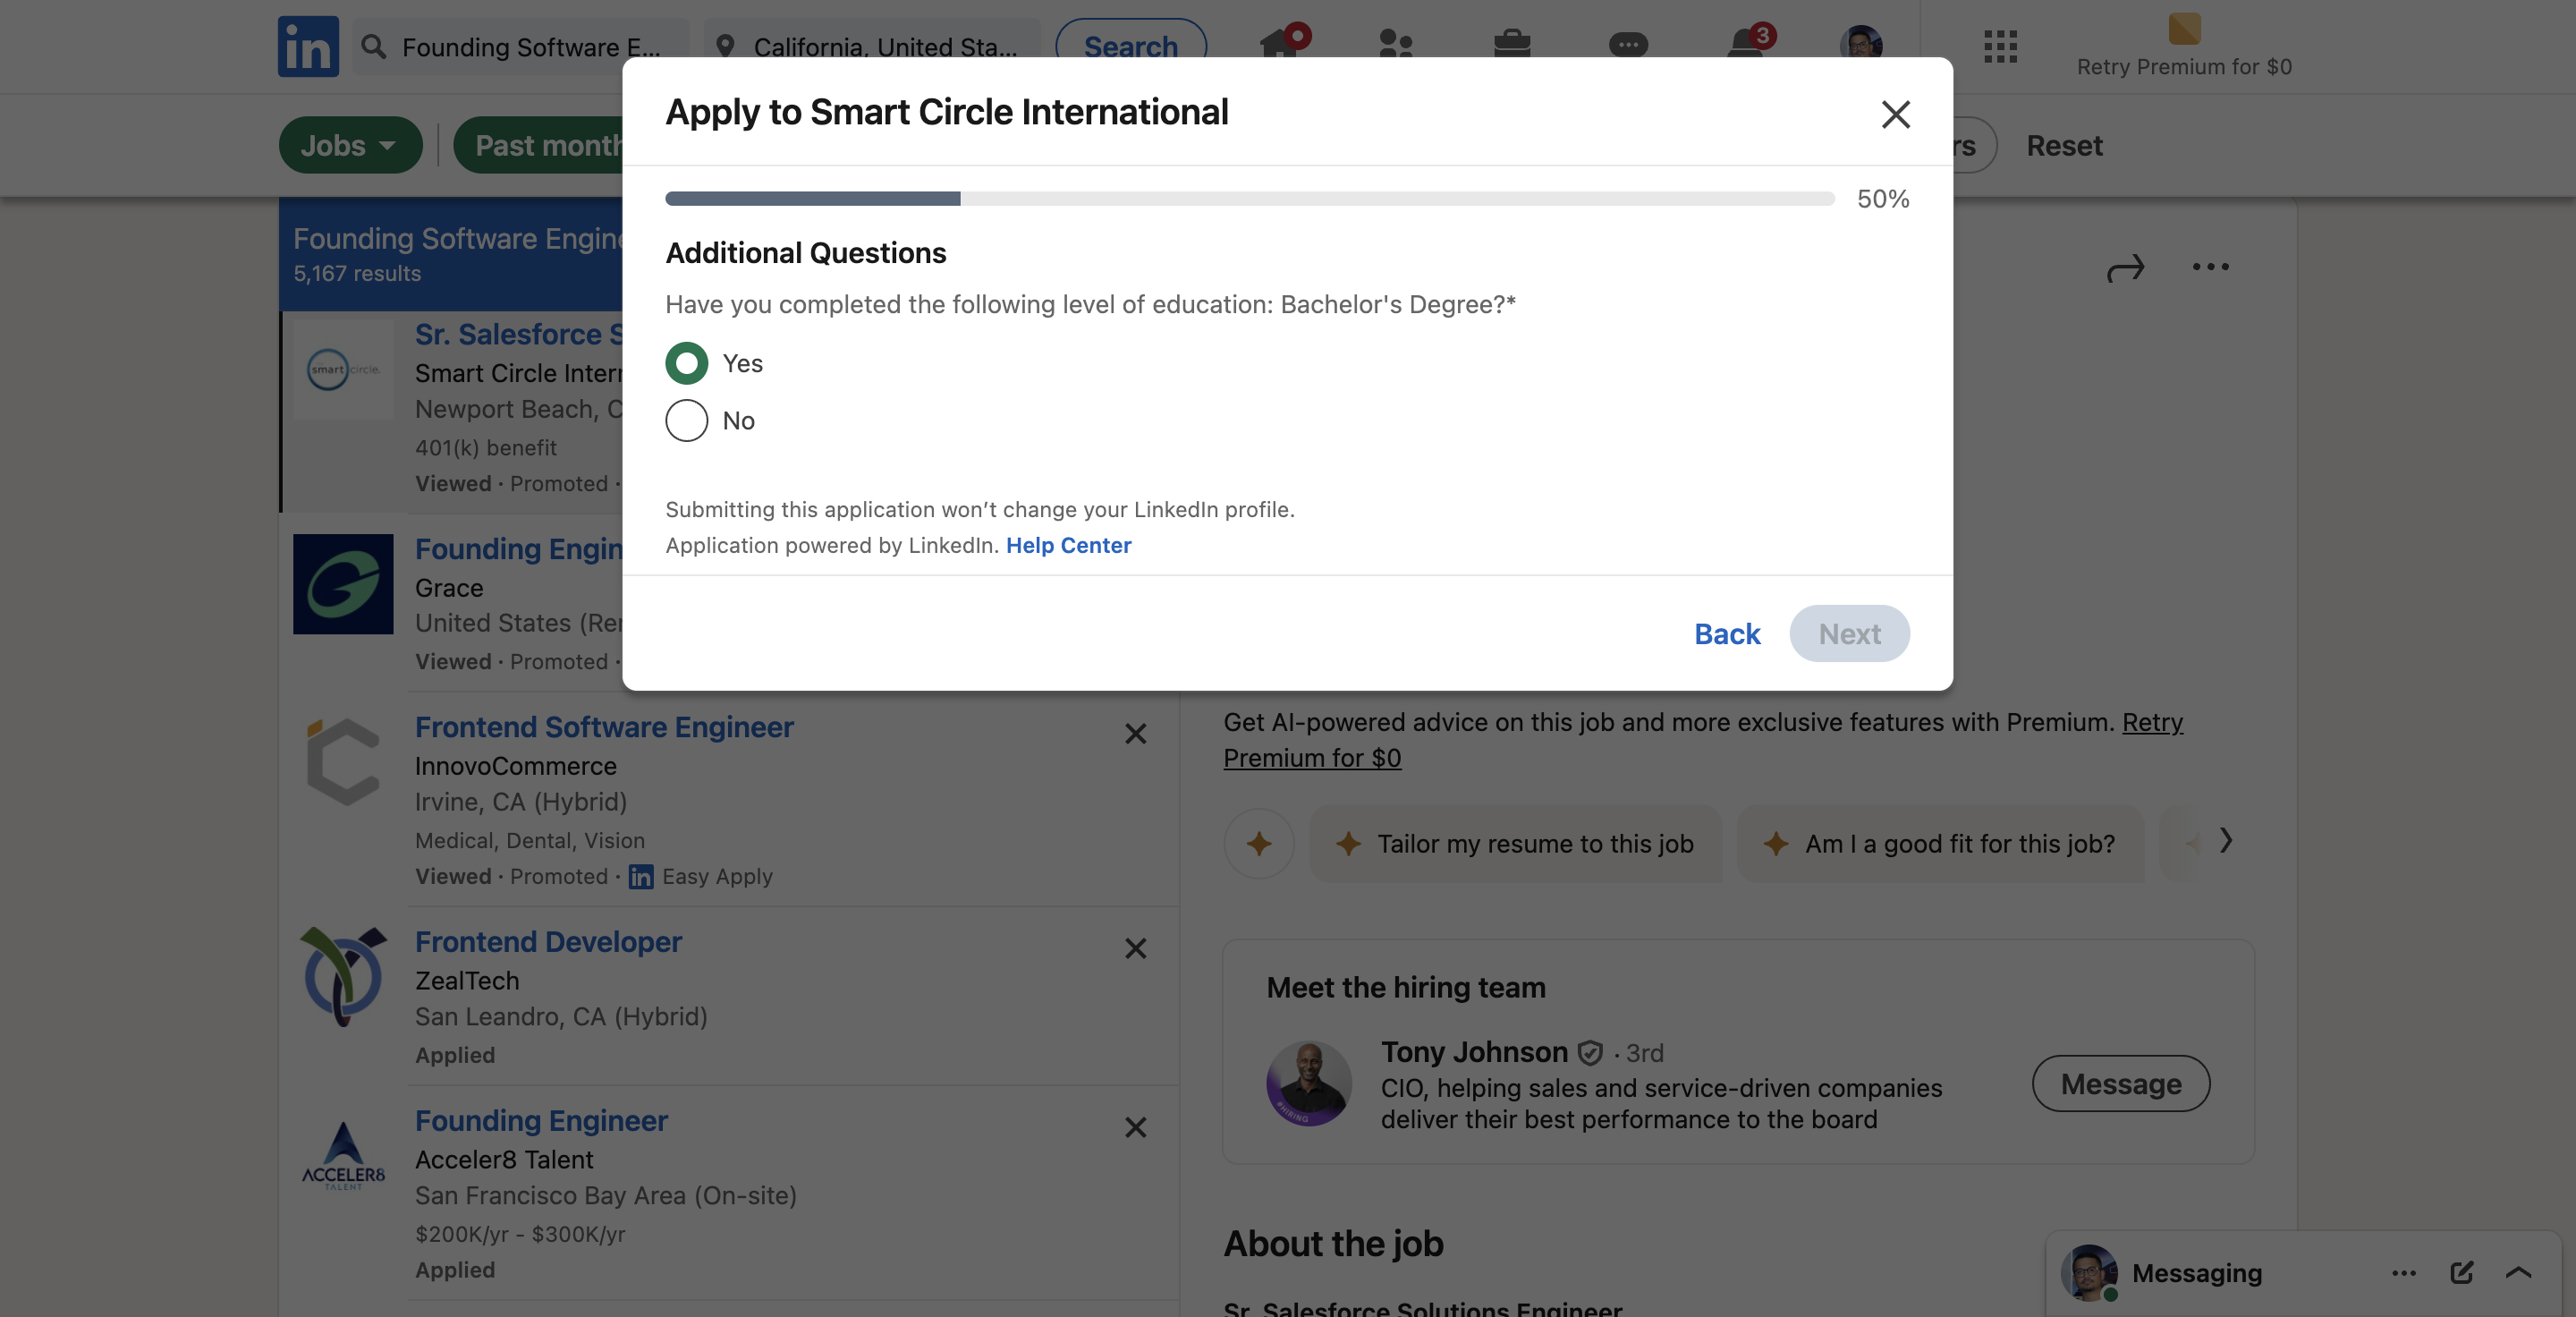 in
Founding Software E...
California, United Sta...
Search
3
Retry Premium for $0
Jobs
Past month
rs
Reset
Apply to Smart Circle International
50%
Additional Questions
Have you completed the following level of education: Bachelor's Degree?*
Yes
No
Submitting this application won’t change your LinkedIn profile.
Application powered by LinkedIn. Help Center
Back
Next
Founding Software Engine
5,167 results
smart circle.
Sr. Salesforce S
Smart Circle Inter
Newport Beach, C
401(k) benefit
Viewed · Promoted ·
Founding Engin
Grace
United States (Re
Viewed · Promoted ·
Frontend Software Engineer
InnovoCommerce
Irvine, CA (Hybrid)
Medical, Dental, Vision
Viewed · Promoted · in Easy Apply
Frontend Developer
ZealTech
San Leandro, CA (Hybrid)
Applied
ACCELER8
TALENT
Founding Engineer
Acceler8 Talent
San Francisco Bay Area (On-site)
$200K/yr - $300K/yr
Applied
Get AI-powered advice on this job and more exclusive features with Premium. Retry
Premium for $0
Tailor my resume to this job
Am I a good fit for this job?
Meet the hiring team
#HIRING
Tony Johnson · 3rd
CIO, helping sales and service-driven companies
deliver their best performance to the board
Message
About the job
Sr. Salesforce Solutions Engineer
Messaging